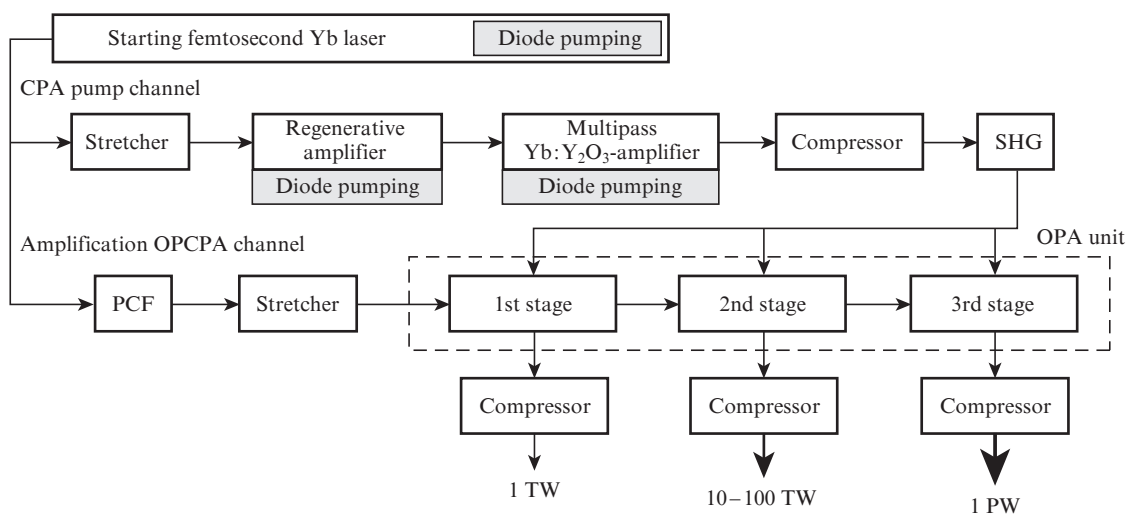 Starting femtosecond Yb laser
Diode pumping
CPA pump channel
Stretcher
Regenerative
amplifier
Diode pumping
Multipass
Yb:Y₂O₃-amplifier
Diode pumping
Compressor
SHG
Amplification OPCPA channel
OPA unit
PCF
Stretcher
1st stage
2nd stage
3rd stage
Compressor
Compressor
Compressor
1 TW
10–100 TW
1 PW